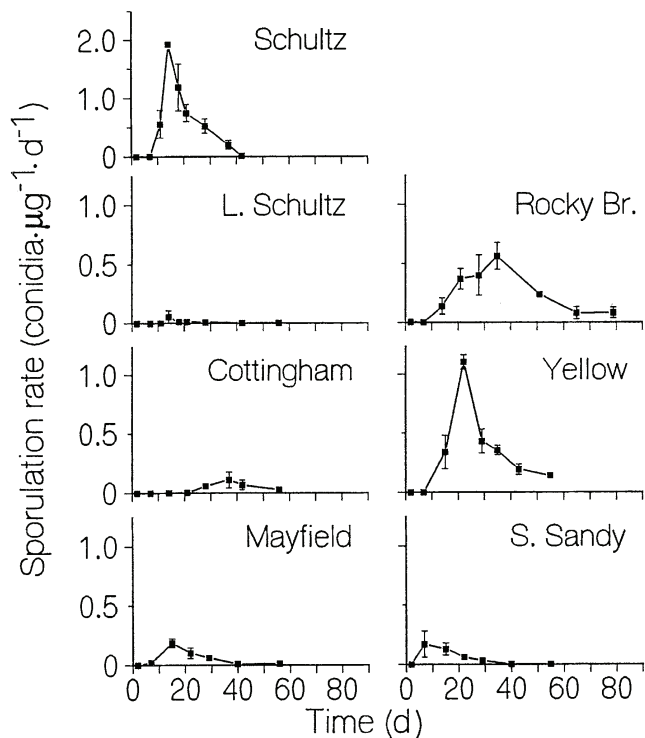 Sporulation rate (conidia·µg⁻¹·d⁻¹)
Schultz
2.0
1.0
0
L. Schultz
1.0
0.5
0
Rocky Br.
Cottingham
1.0
0.5
0
Yellow
Mayfield
1.0
0.5
0
S. Sandy
0 20 40 60 80 0 20 40 60 80
Time (d)